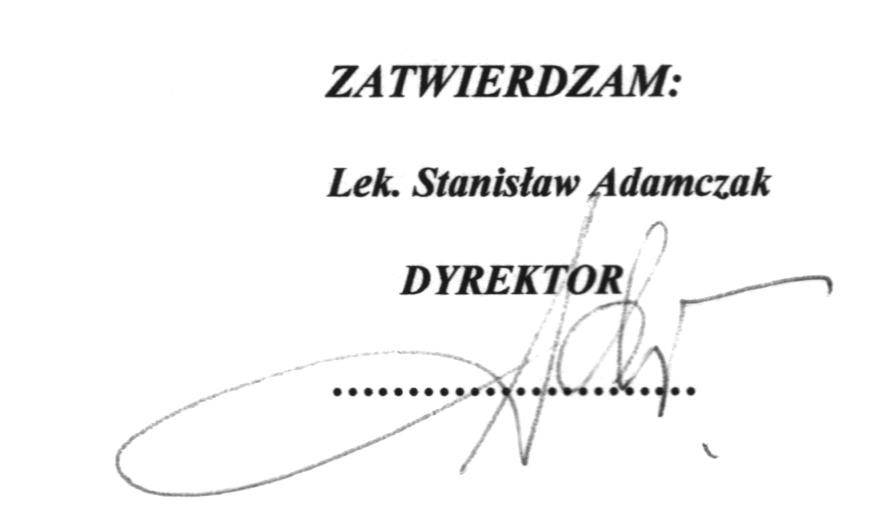 ZATWIERDZAM:
Lek. Stanisław Adamczak
DYREKTOR
........................